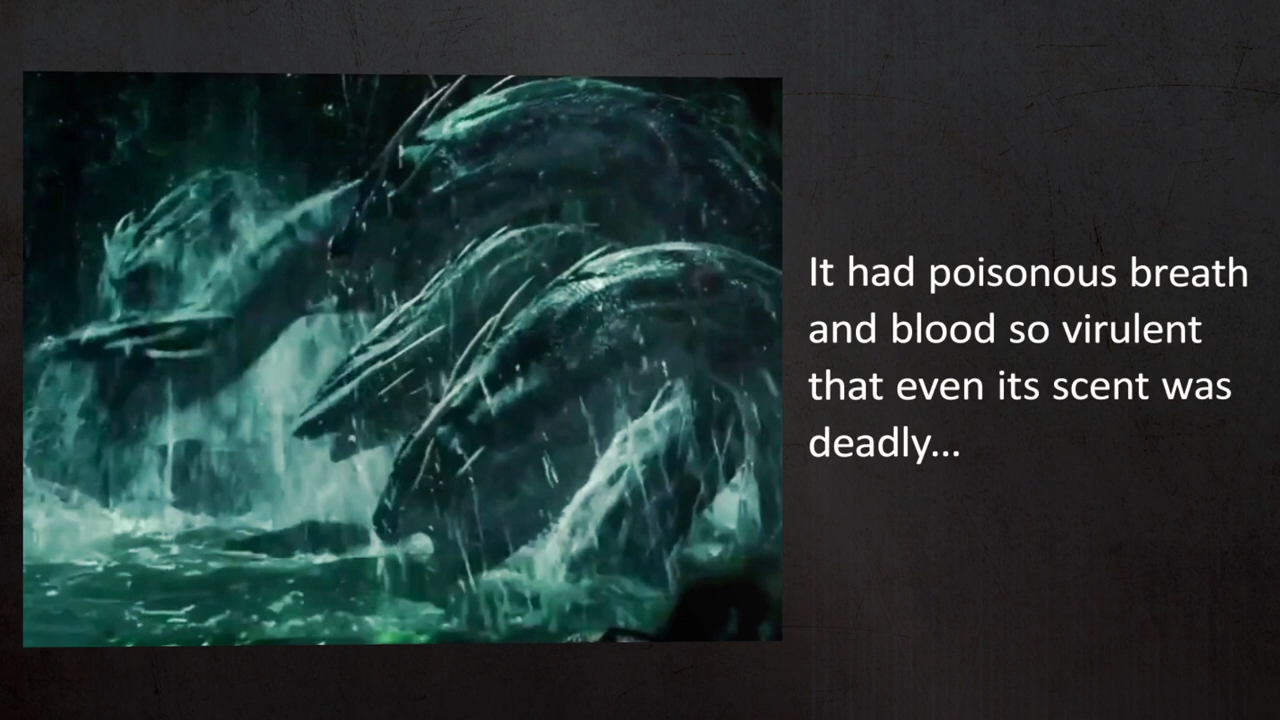 It had poisonous breath
and blood so virulent
that even its scent was
deadly...